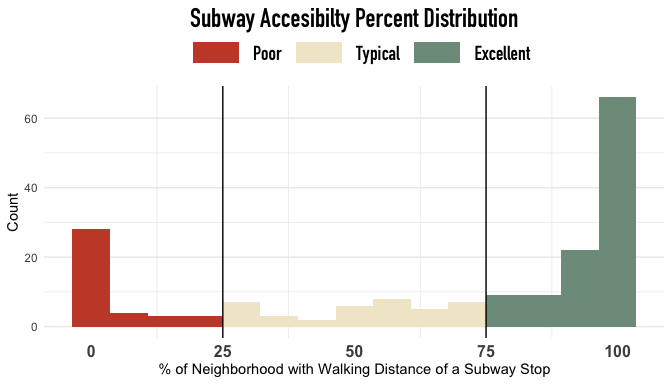 Subway Accesibilty Percent Distribution
Poor Typical Excellent
60
40
20
0
Count
0 25 50 75 100
% of Neighborhood with Walking Distance of a Subway Stop